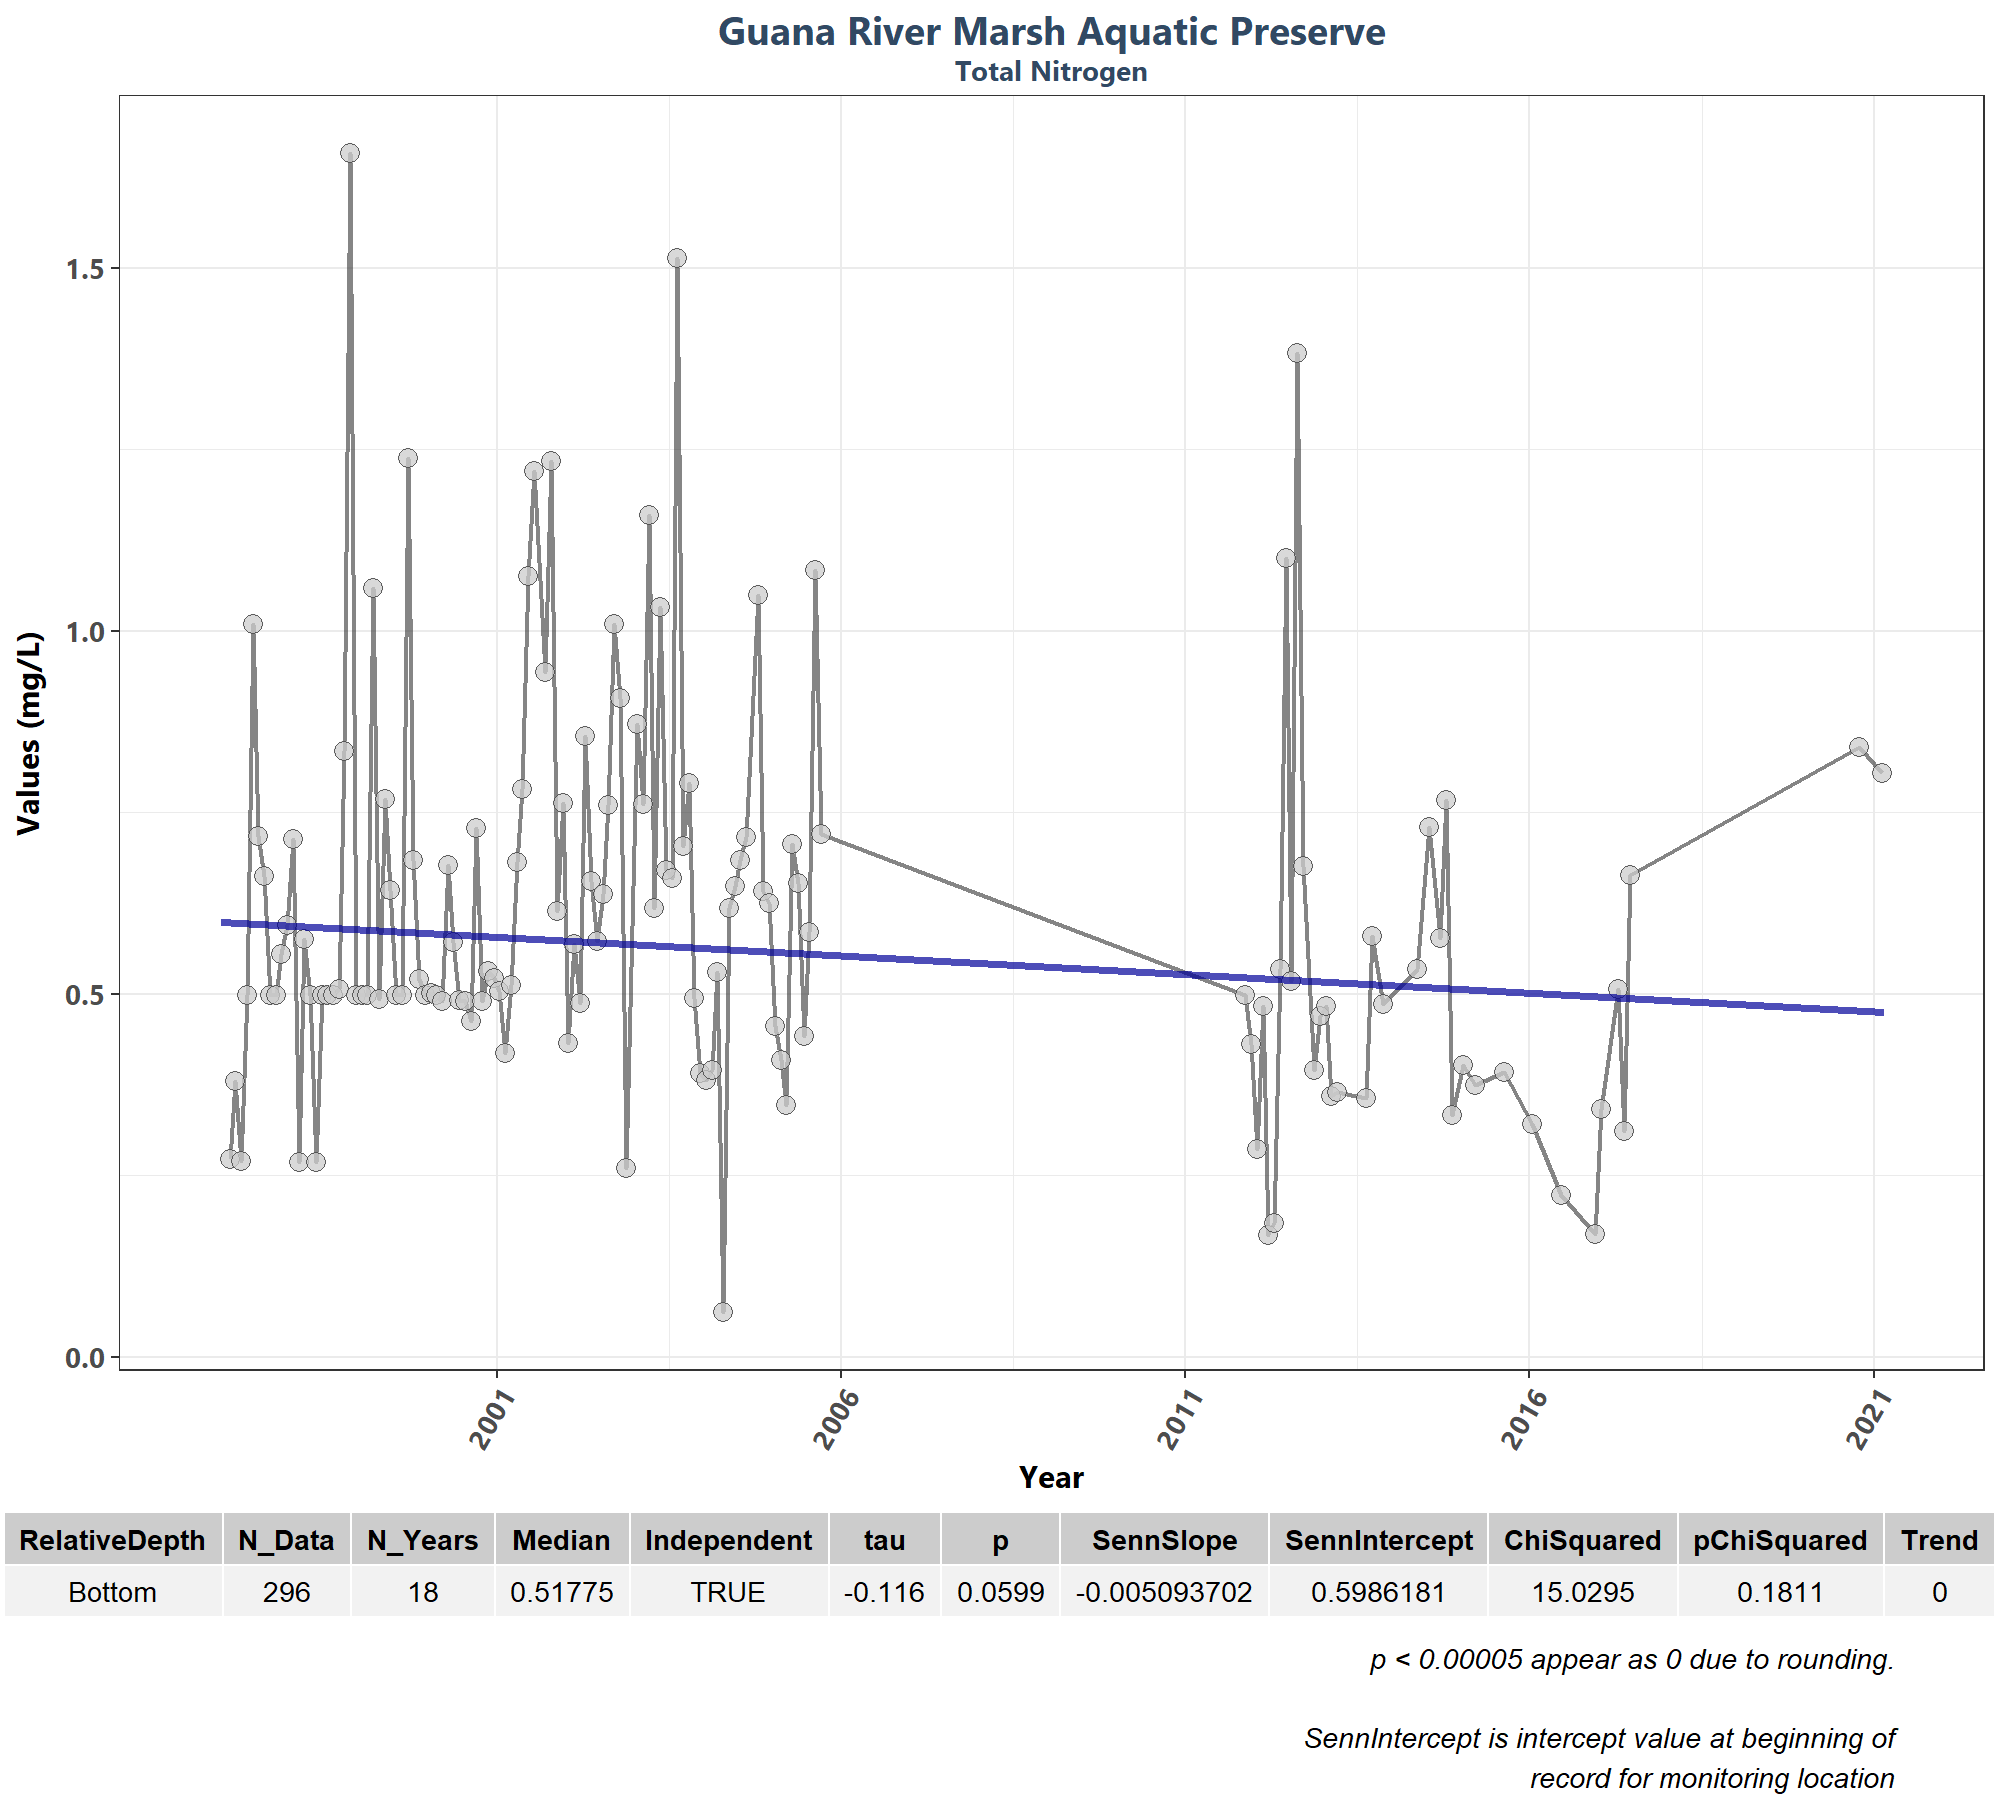 Guana River Marsh Aquatic Preserve
Total Nitrogen
Values (mg/L)
1.5
1.0
0.5
0.0
2001 2006 2011 2016 2021
Year
RelativeDepth N_Data N_Years Median Independent tau p SennSlope SennIntercept ChiSquared pChiSquared Trend
Bottom 296 18 0.51775 TRUE -0.116 0.0599 -0.005093702 0.5986181 15.0295 0.1811 0
p < 0.00005 appear as 0 due to rounding.
SennIntercept is intercept value at beginning of
record for monitoring location